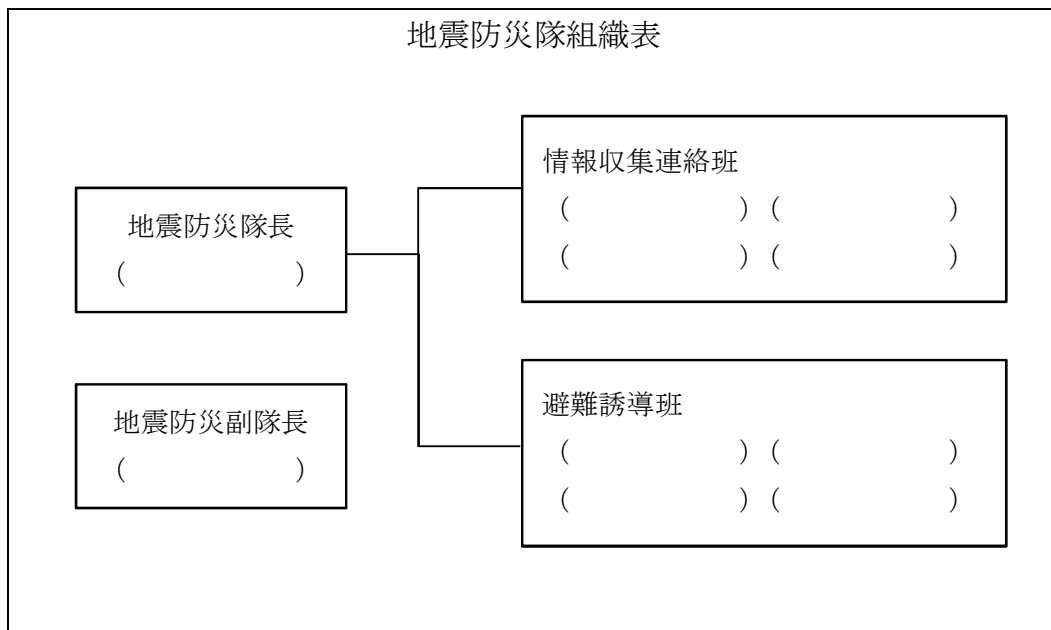 地震防災隊組織表
地震防災隊長
(　　　　　　)
地震防災副隊長
(　　　　　　)
情報収集連絡班
(　　　　　　) (　　　　　　)
(　　　　　　) (　　　　　　)
避難誘導班
(　　　　　　) (　　　　　　)
(　　　　　　) (　　　　　　)